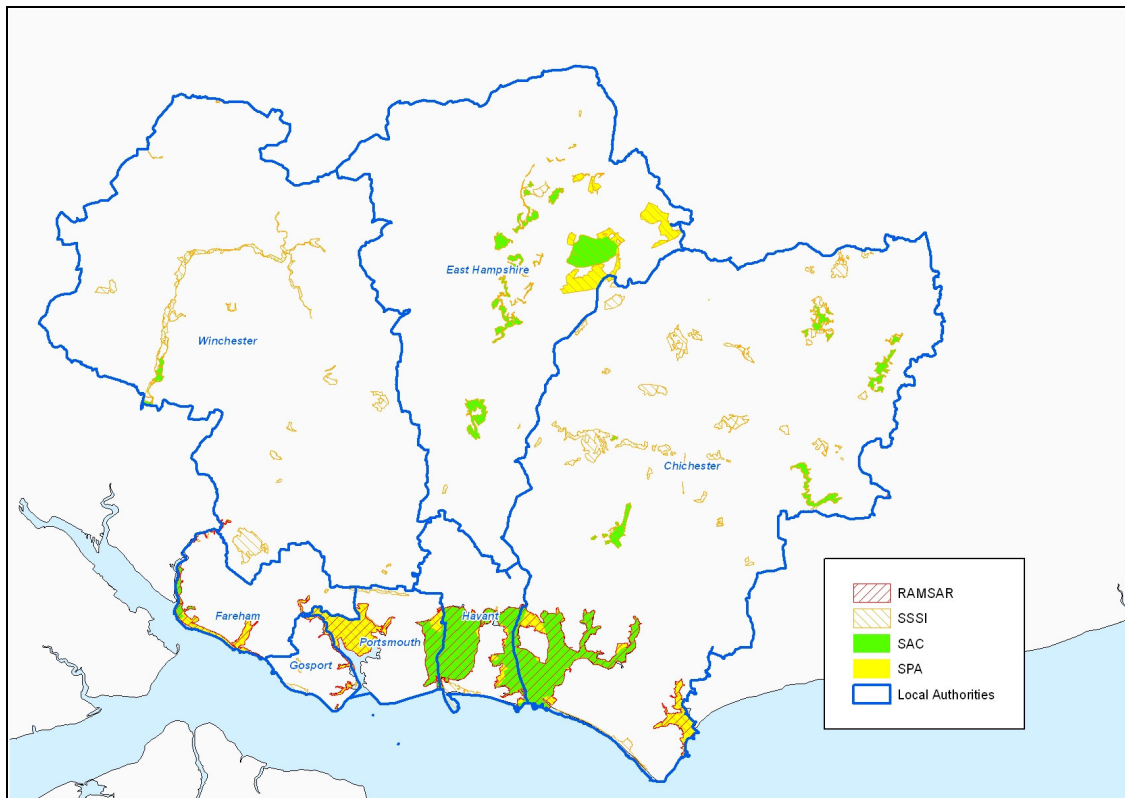 East Hampshire
Winchester
Chichester
Fareham
Havant
Portsmouth
Gosport
RAMSAR
SSSI
SAC
SPA
Local Authorities